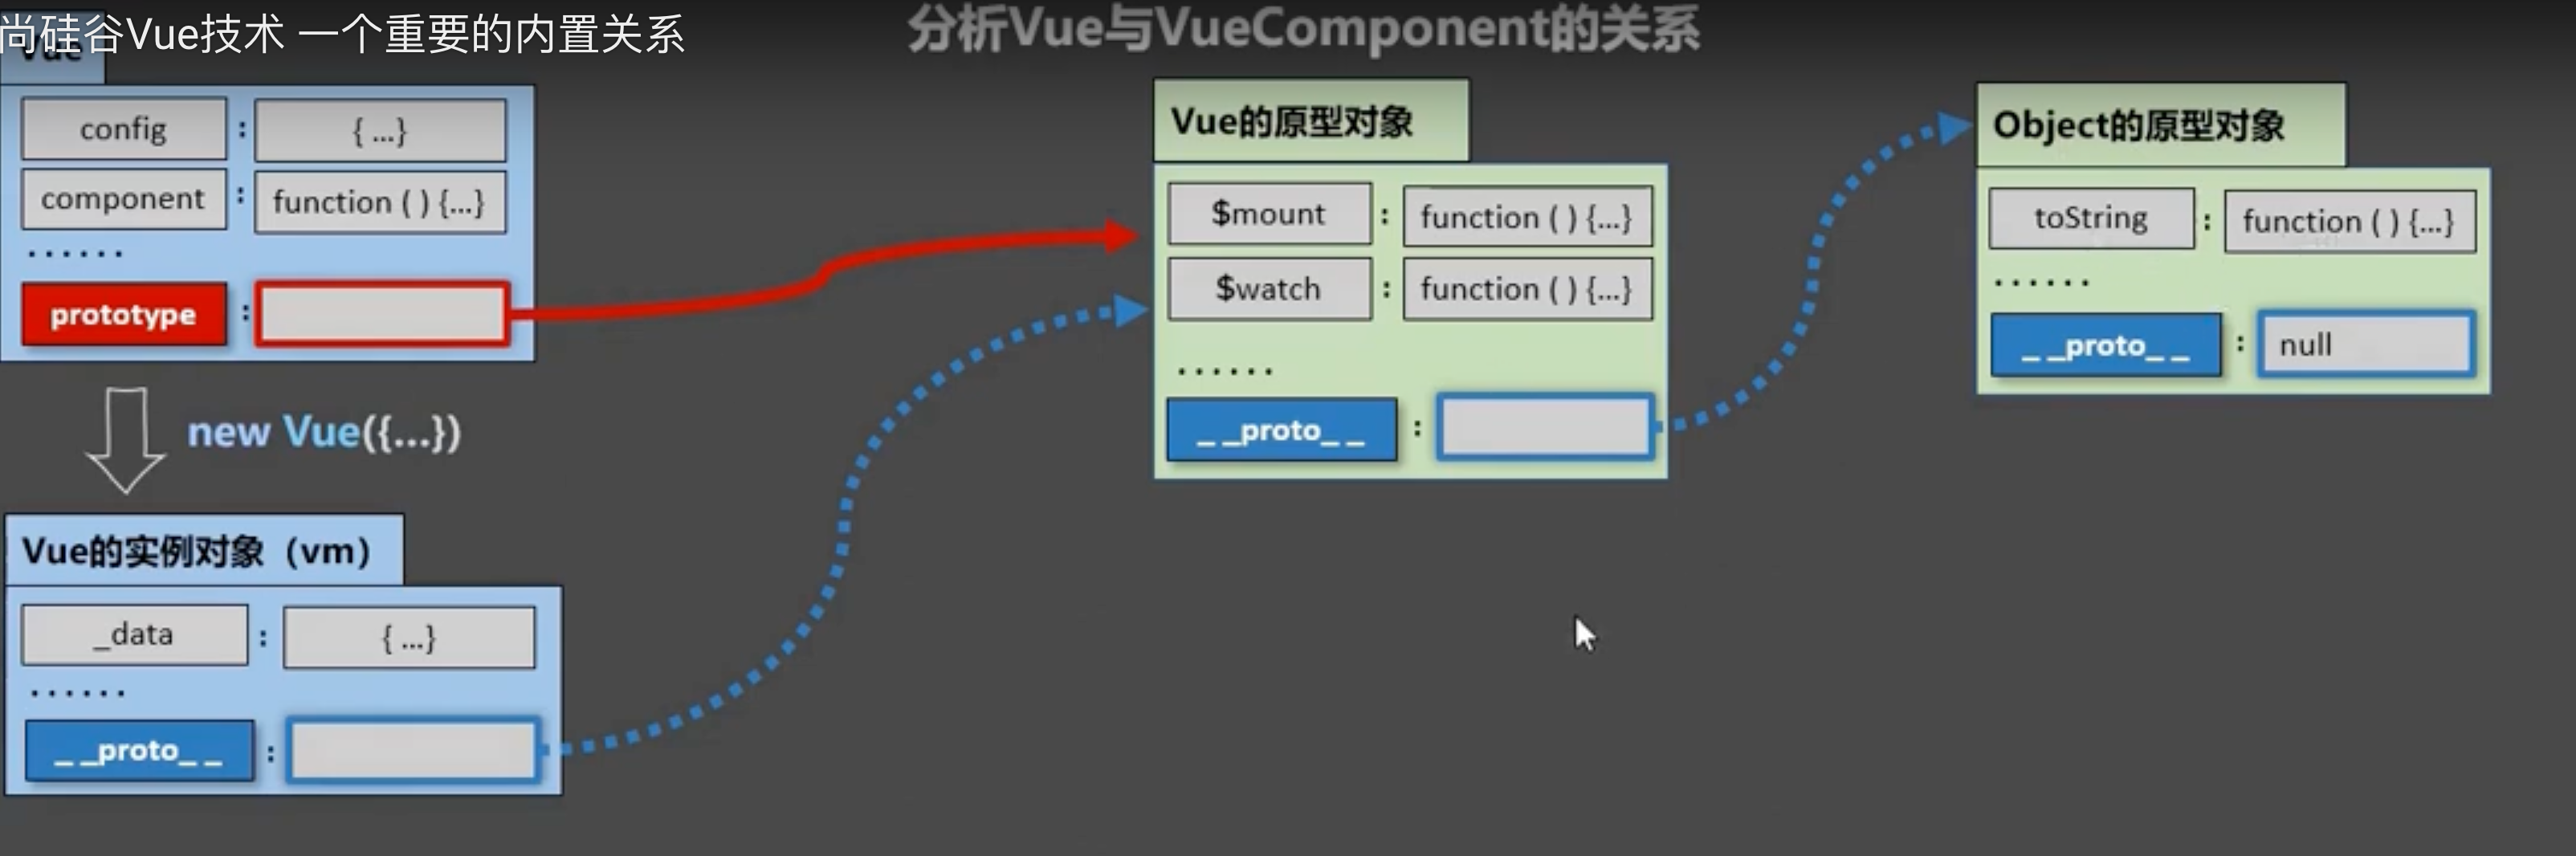 尚硅谷Vue技术 一个重要的内置关系
分析Vue与VueComponent的关系
Vue
config : { ...}
component : function ( ) {...}
......
prototype :
new Vue({...})
Vue的实例对象（vm）
_data : { ...}
......
_ _proto_ _ :
Vue的原型对象
$mount : function ( ) {...}
$watch : function ( ) {...}
......
_ _proto_ _ :
Object的原型对象
toString : function ( ) {...}
......
_ _proto_ _ : null